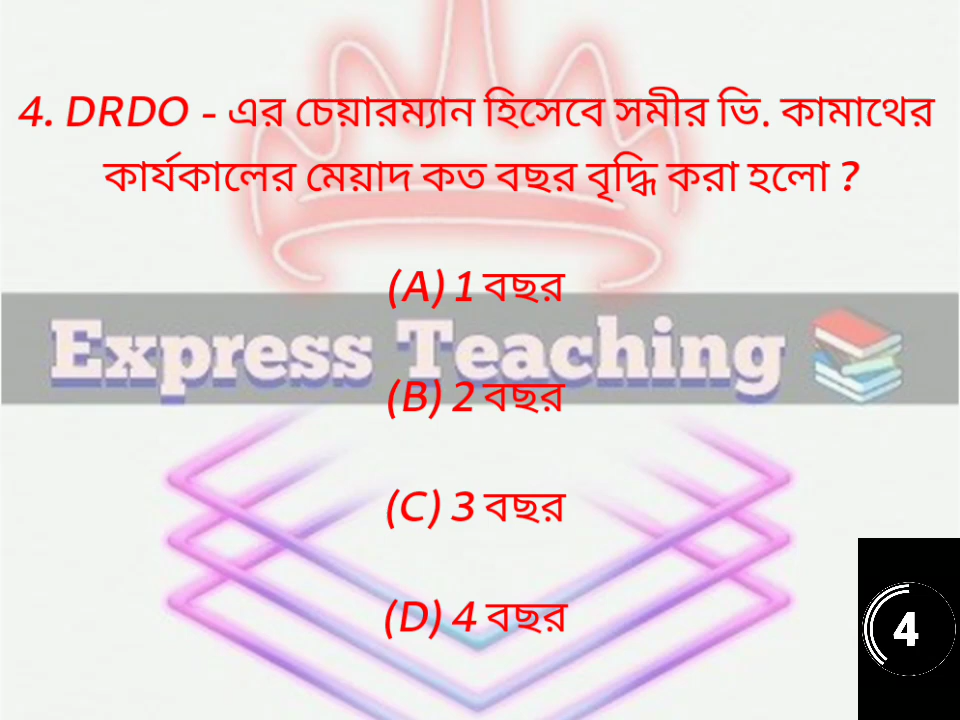 4. DRDO - এর চেয়ারম্যান হিসেবে সমীর ভি. কামাথের
কার্যকালের মেয়াদ কত বছর বৃদ্ধি করা হলো ?
(A) 1 বছর
Express Teaching
(B) 2 বছর
(C) 3 বছর
(D) 4 বছর
4